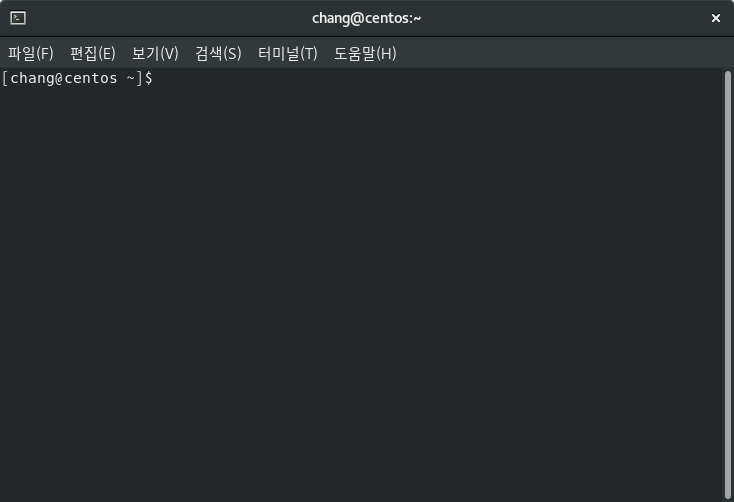 chang@centos:~
파일(F) 편집(E) 보기(V) 검색(S) 터미널(T) 도움말(H)
[chang@centos ~]$